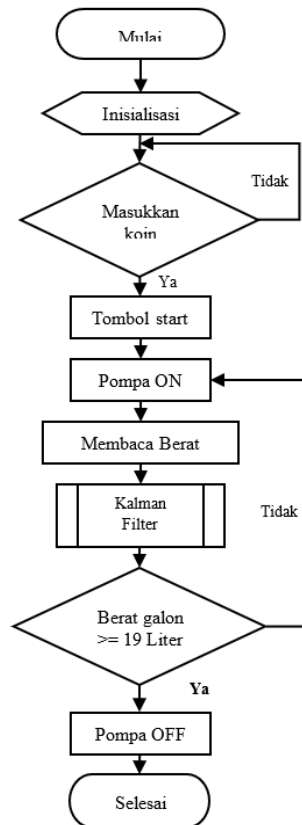 Mulai
Inisialisasi
Tidak
Masukkan
koin
Ya
Tombol start
Pompa ON
Membaca Berat
Kalman
Filter
Tidak
Berat galon
>= 19 Liter
Ya
Pompa OFF
Selesai